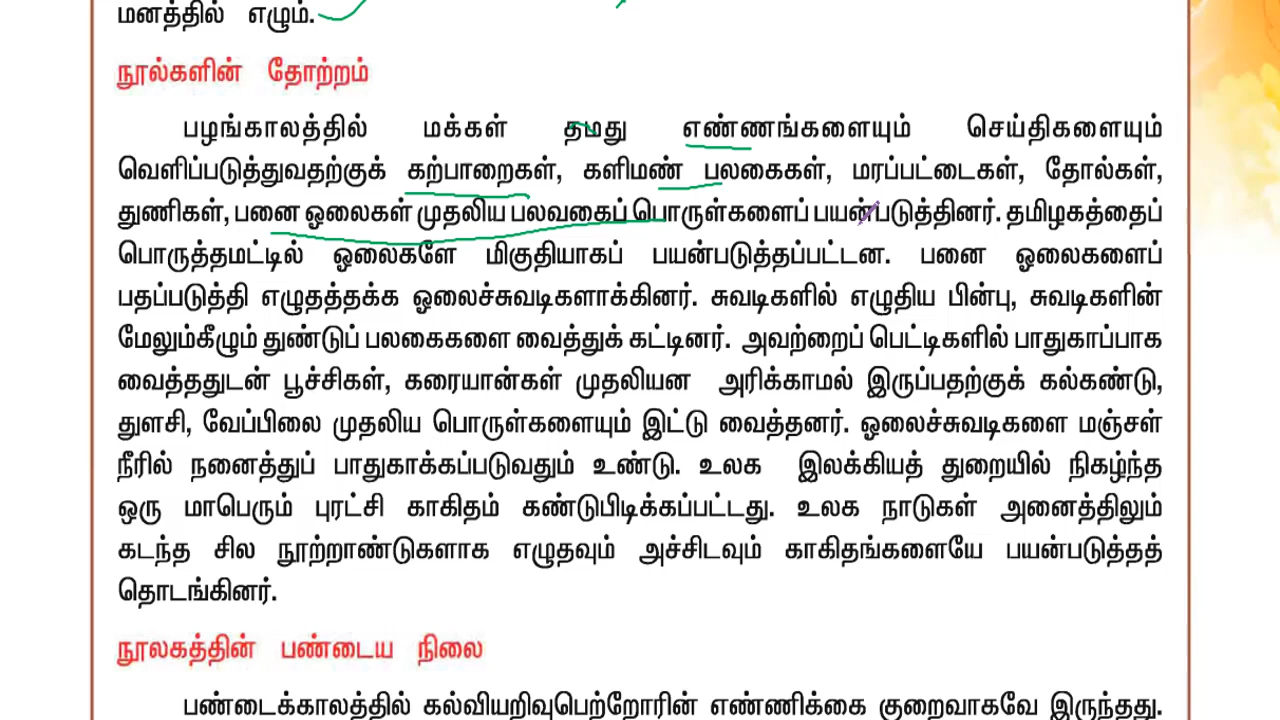 மனத்தில் எழும்.
நூல்களின் தோற்றம்
பழங்காலத்தில் மக்கள் தமது எண்ணங்களையும் செய்திகளையும்
வெளிப்படுத்துவதற்குக் கற்பாறைகள், களிமண் பலகைகள், மரப்பட்டைகள், தோல்கள்,
துணிகள், பனை ஓலைகள் முதலிய பலவதைப் பொருள்களைப் பயன்படுத்தினர். தமிழகத்தைப்
பொருத்தமட்டில் ஓலைகளே மிகுதியாகப் பயன்படுத்தப்பட்டன. பனை ஓலைகளைப்
பதப்படுத்தி எழுதத்தக்க ஓலைச்சுவடிகளாக்கினர். சுவடிகளில் எழுதிய பின்பு, சுவடிகளின்
மேலும்கீழும் துண்டுப் பலகைகளை வைத்துக் கட்டினர். அவற்றைப் பெட்டிகளில் பாதுகாப்பாக
வைத்ததுடன் பூச்சிகள், கரையான்கள் முதலியன அரிக்காமல் இருப்பதற்குக் கல்கண்டு,
துளசி, வேப்பிலை முதலிய பொருள்களையும் இட்டு வைத்தனர். ஓலைச்சுவடிகளை மஞ்சள்
நீரில் நனைத்துப் பாதுகாக்கப்படுவதும் உண்டு. உலக இலக்கியத் துறையில் நிகழ்ந்த
ஒரு மாபெரும் புரட்சி காகிதம் கண்டுபிடிக்கப்பட்டது. உலக நாடுகள் அனைத்திலும்
கடந்த சில நூற்றாண்டுகளாக எழுதவும் அச்சிடவும் காகிதங்களையே பயன்படுத்தத்
தொடங்கினர்.
நூலகத்தின் பண்டைய நிலை
பண்டைக்காலத்தில் கல்வியறிவுபெற்றோரின் எண்ணிக்கை குறைவாகவே இருந்தது.